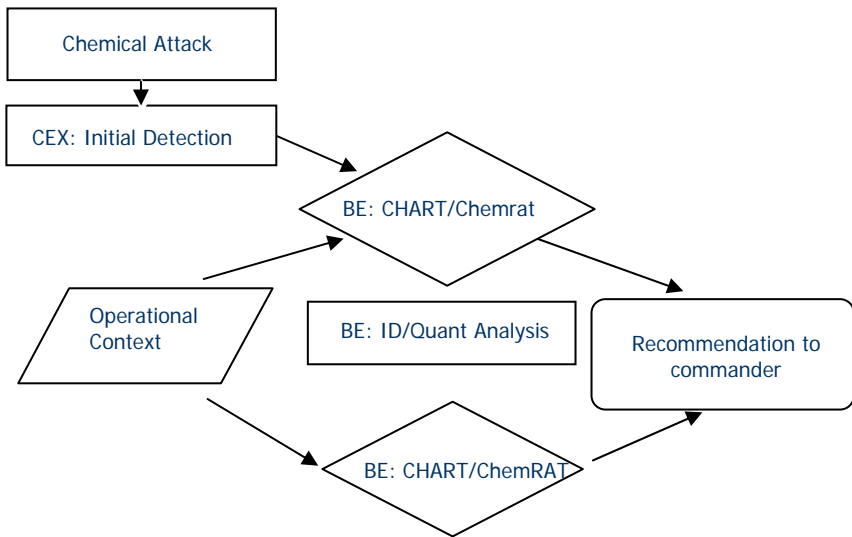 Chemical Attack
CEX: Initial Detection
BE: CHART/Chemrat
Operational
Context
BE: ID/Quant Analysis
Recommendation to
commander
BE: CHART/ChemRAT